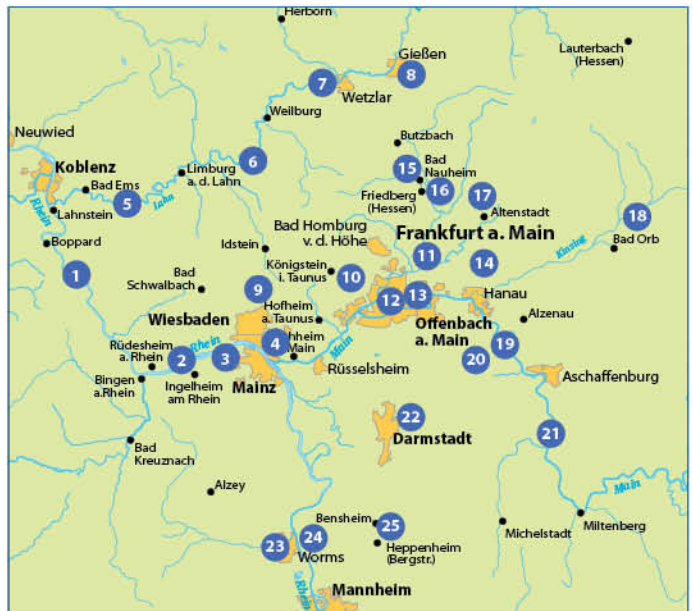 Herborn
Gießen
8
Lauterbach
(Hessen)
7
Wetzlar
Weilburg
Neuwied
Butzbach
Koblenz
6
15
Bad
Nauheim
Limburg
a. d. Lahn
16
17
Bad Ems
5
Lahn
Friedberg
(Hessen)
Rhein
Lahnstein
Altenstadt
18
Bad Homburg
v. d. Höhe
Frankfurt a. Main
Boppard
Idstein
11
Bad Orb
Kinzing
1
Königstein
i. Taunus
10
14
Bad
Schwalbach
9
Hofheim
a. Taunus
12
13
Hanau
Wiesbaden
Offenbach
a. Main
Alzenau
Rhein
4
hheim
Main
Main
19
Rüdesheim
a. Rhein
2
3
20
Rüsselsheim
Bingen
a.Rhein
Ingelheim
am Rhein
Mainz
Aschaffenburg
22
Darmstadt
21
Bad
Kreuznach
Alzey
Main
Bensheim
25
Michelstadt
Miltenberg
23
24
Worms
Heppenheim
(Bergstr.)
Rhein
Mannheim